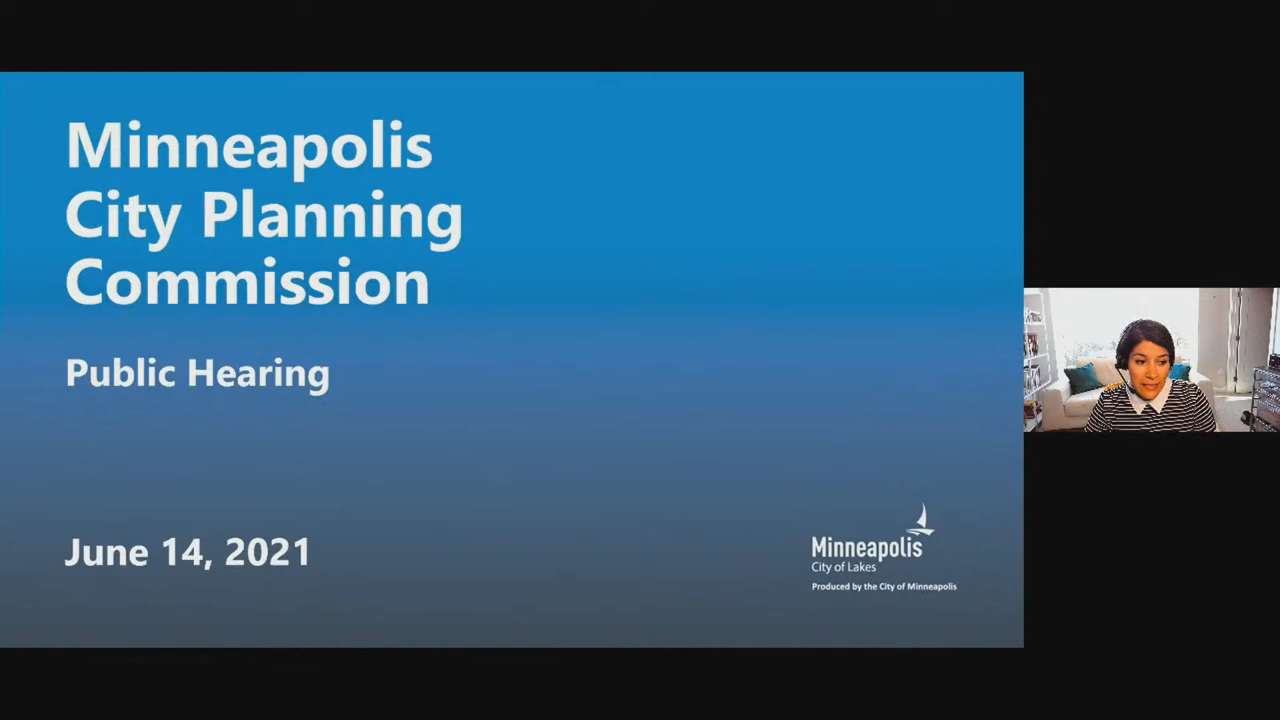 Minneapolis
City Planning
Commission
Public Hearing
June 14, 2021
Minneapolis
City of Lakes
Produced by the City of Minneapolis